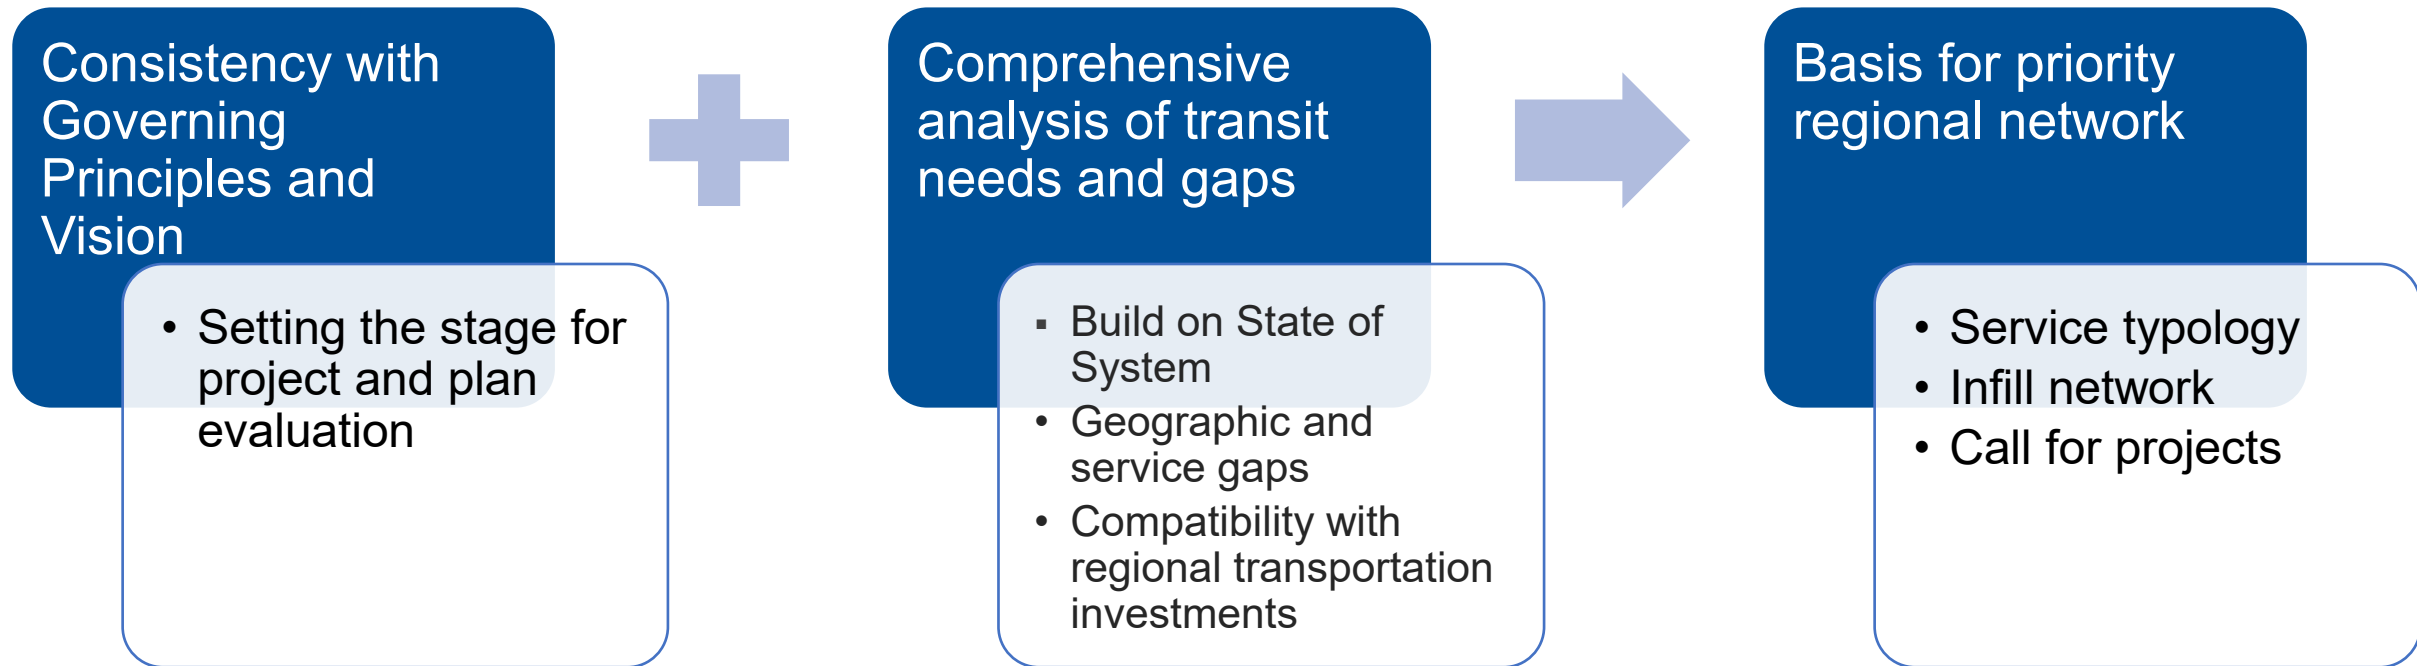 Consistency with
Governing
Principles and
Vision
• Setting the stage for
project and plan
evaluation
Comprehensive
analysis of transit
needs and gaps
▪ Build on State of
System
• Geographic and
service gaps
• Compatibility with
regional transportation
investments
Basis for priority
regional network
• Service typology
• Infill network
• Call for projects